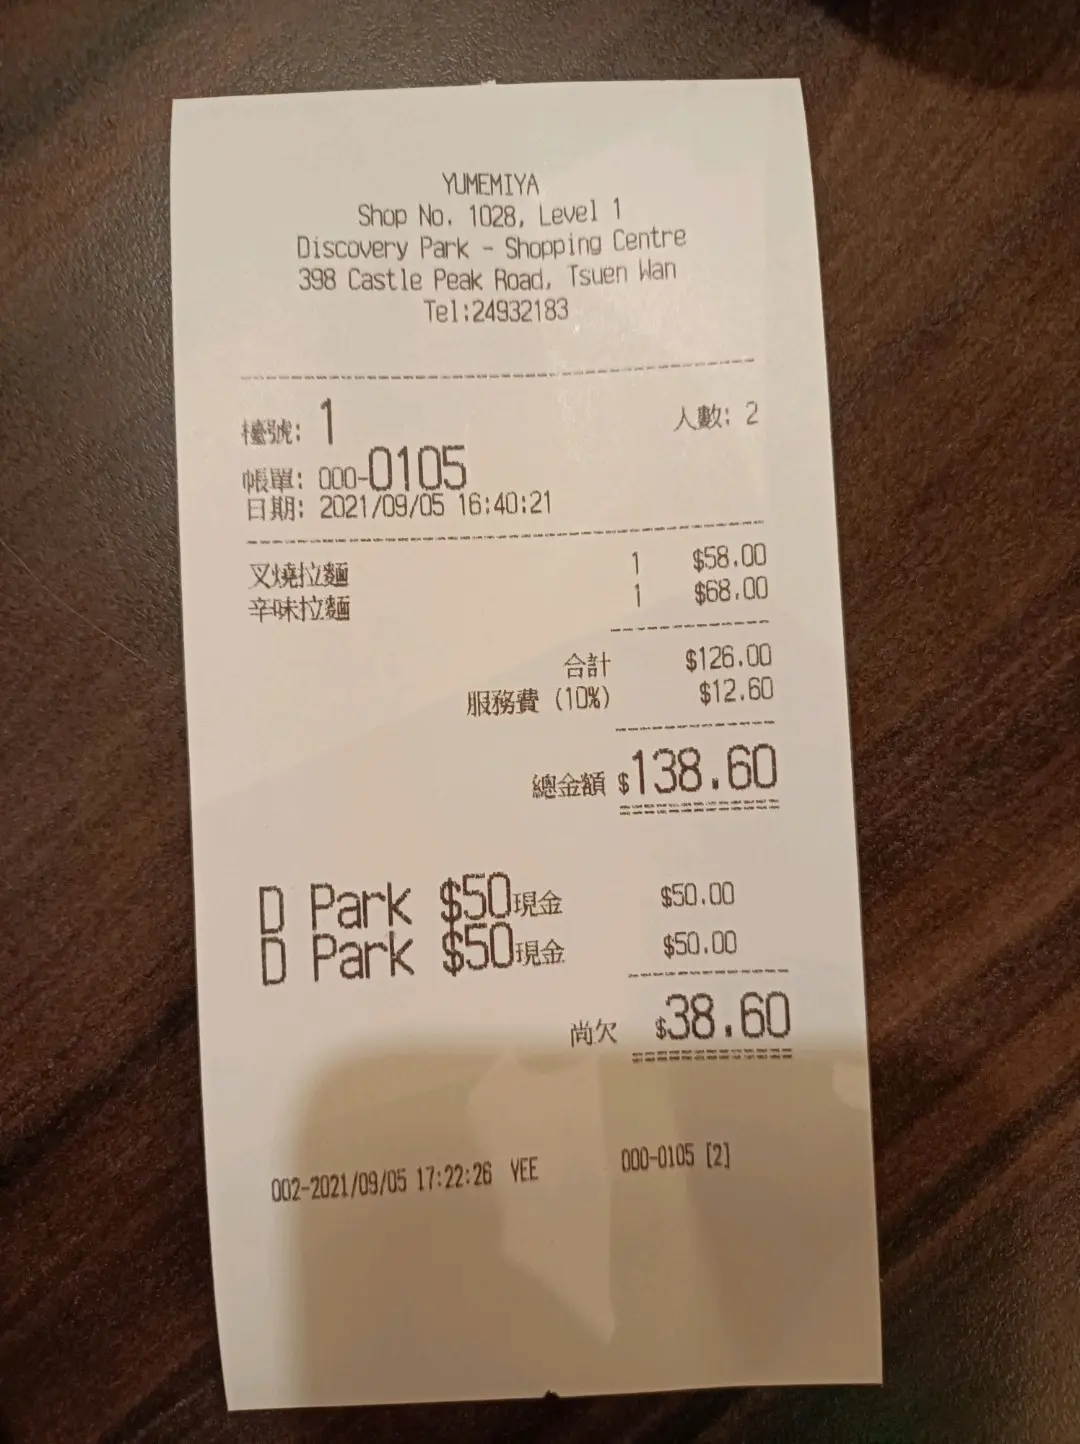 YUMEMIYA
Shop No. 1028, Level 1
Discovery Park - Shopping Centre
398 Castle Peak Road, Tsuen Wan
Tel:24932183
檯號: 1 人數: 2
帳單: 000-0105
日期: 2021/09/05 16:40:21
叉燒拉麵 1 $58.00
辛味拉麵 1 $68.00
合計 $126.00
服務費 (10%) $12.60
總金額 $138.60
D Park $50現金 $50.00
D Park $50現金 $50.00
尚欠 $38.60
002-2021/09/05 17:22:26 YEE 000-0105 [2]